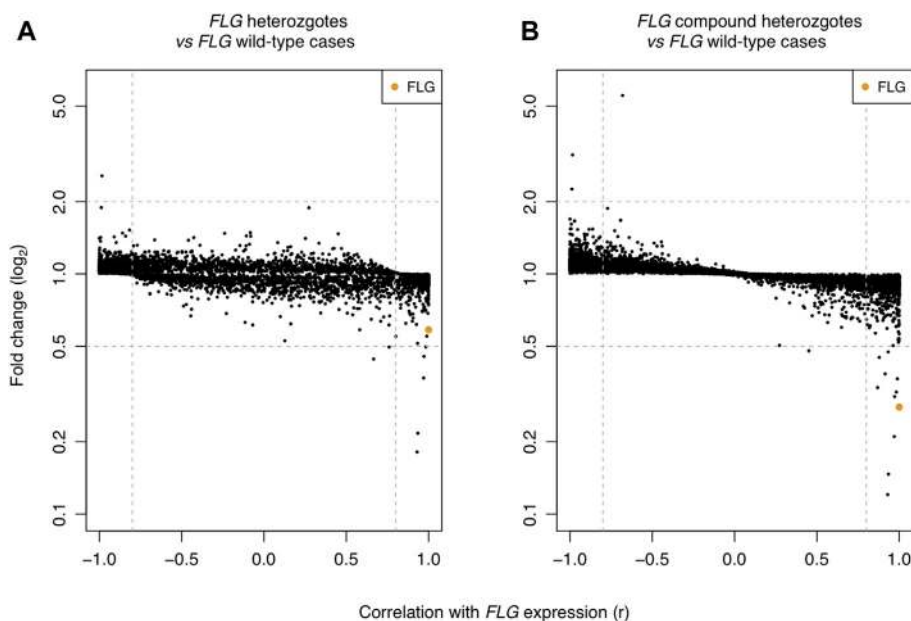 A
FLG heterozgotes
vs FLG wild-type cases
B
FLG compound heterozgotes
vs FLG wild-type cases
FLG
FLG
Fold change (log2)
5.0
2.0
1.0
0.5
0.2
0.1
5.0
2.0
1.0
0.5
0.2
0.1
−1.0 −0.5 0.0 0.5 1.0
−1.0 −0.5 0.0 0.5 1.0
Correlation with FLG expression (r)